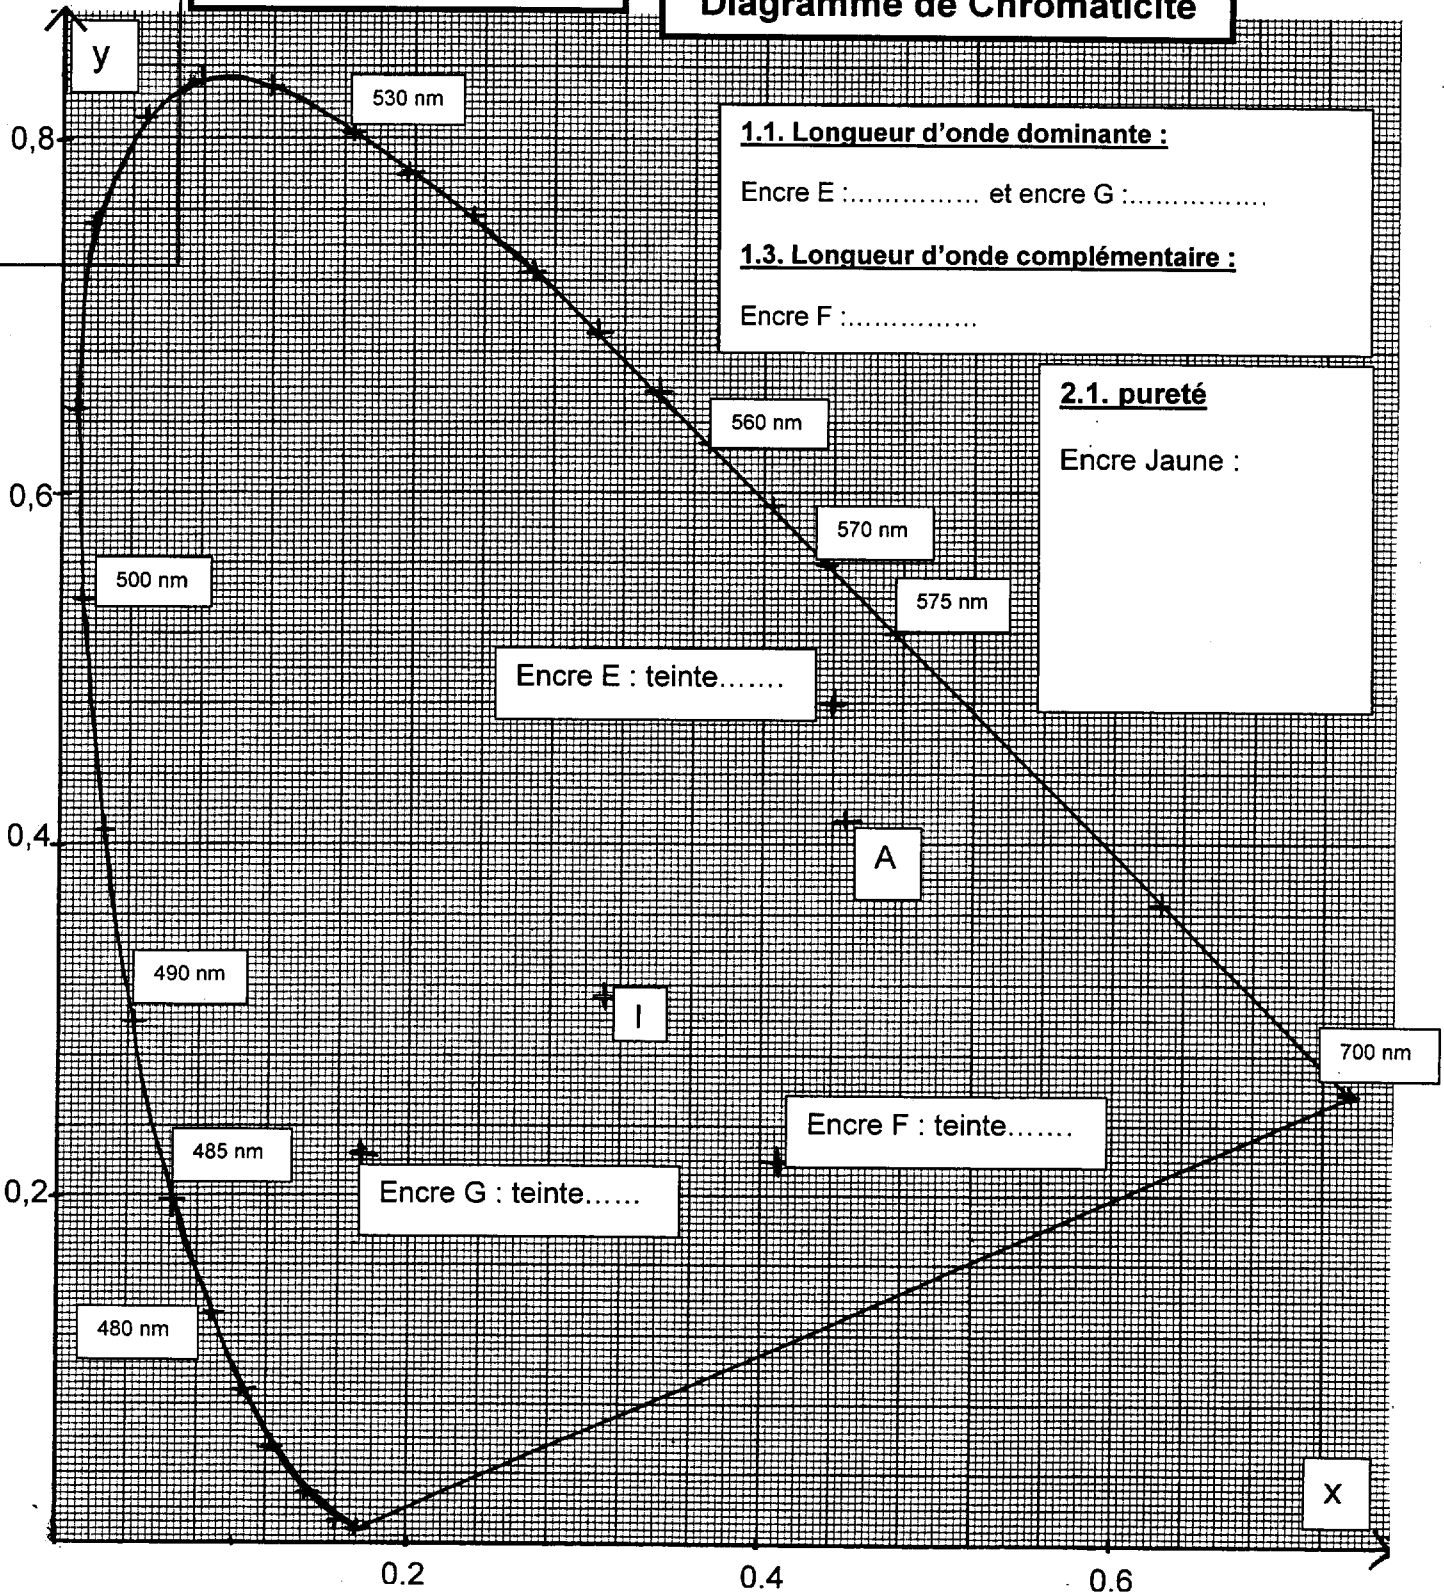 Diagramme de Chromaticité
y
530 nm
0,8
1.1. Longueur d'onde dominante :
Encre E :…………… et encre G :……………
1.3. Longueur d'onde complémentaire :
Encre F :……………
2.1. pureté
Encre Jaune :
560 nm
0,6
570 nm
500 nm
575 nm
Encre E : teinte…….
0,4
A
490 nm
I
700 nm
485 nm
Encre F : teinte…….
0,2
Encre G : teinte……
480 nm
x
0.2
0.4
0.6